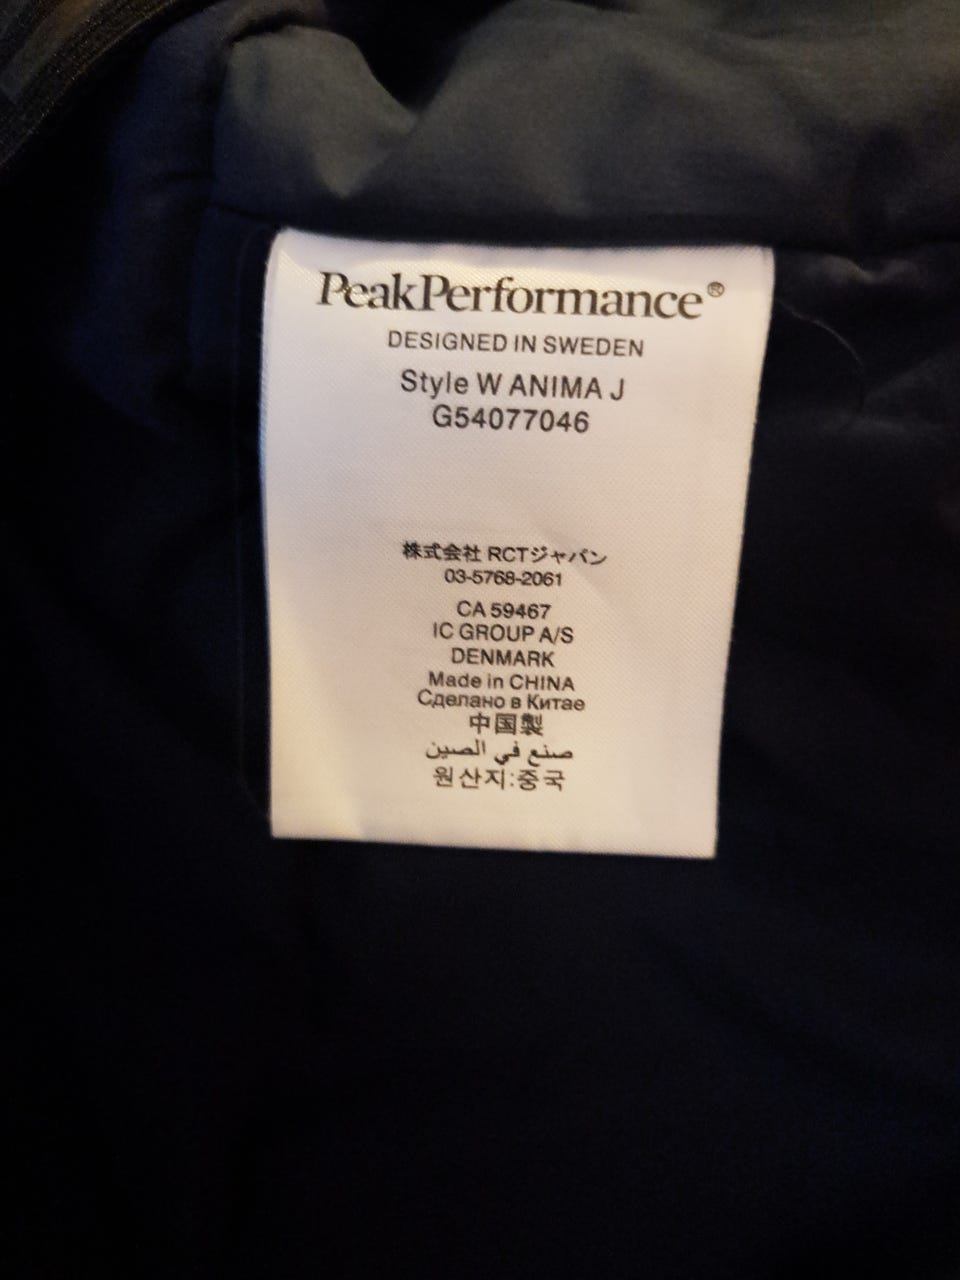 PeakPerformance®
DESIGNED IN SWEDEN
Style W ANIMA J
G54077046
株式会社 RCTジャパン
03-5768-2061
CA 59467
IC GROUP A/S
DENMARK
Made in CHINA
Сделано в Китае
中国製
صنع في الصين
원산지:중국